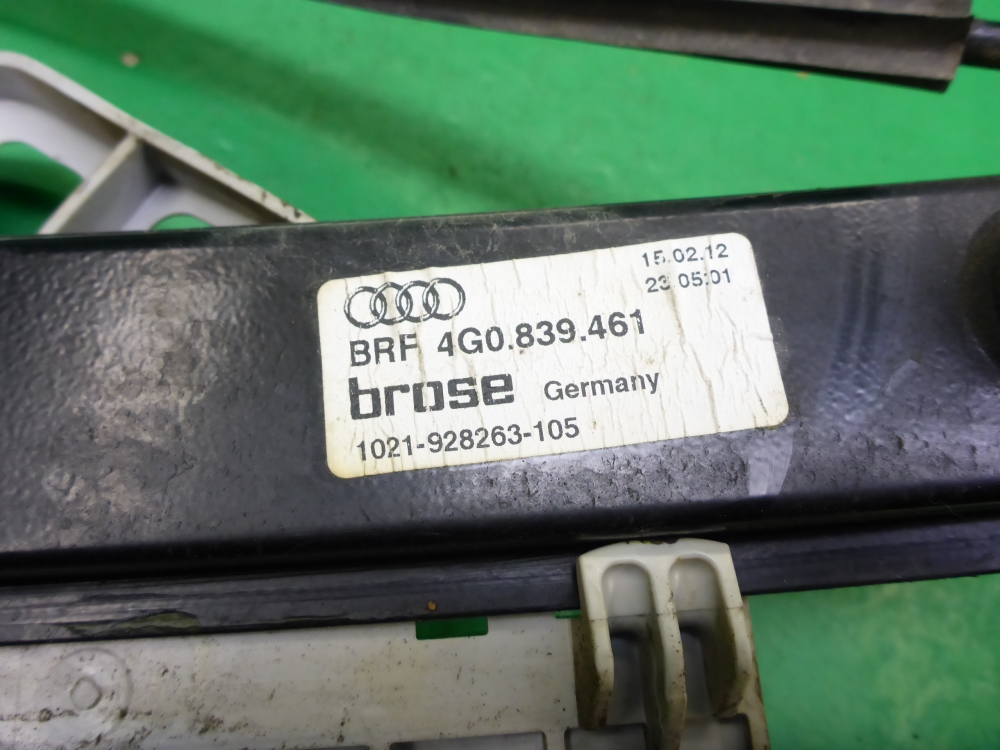 15.02.12
23:05:01
BRF 4G0.839.461
brose Germany
1021-928263-105